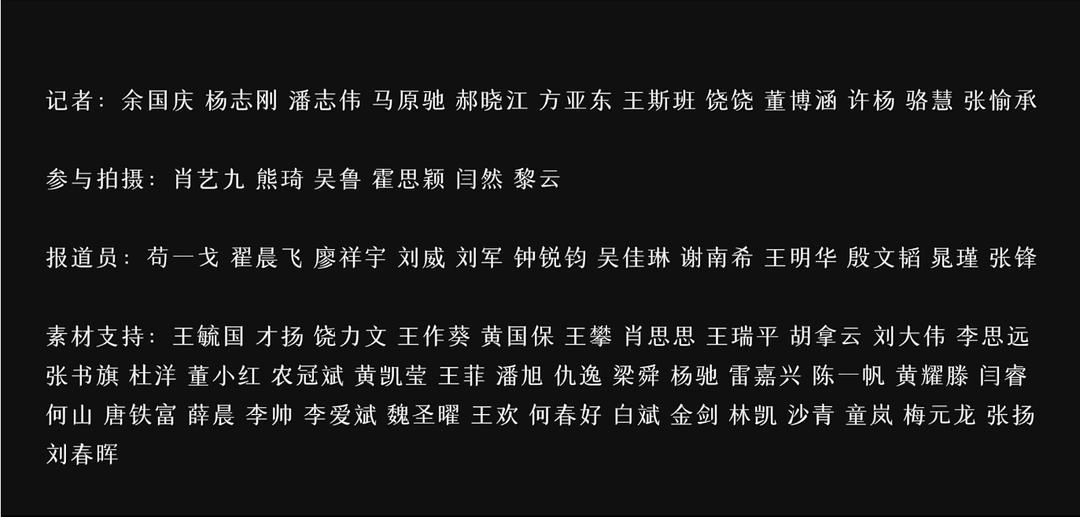 记者：余国庆 杨志刚 潘志伟 马原驰 郝晓江 方亚东 王斯班 饶饶 董博涵 许杨 骆慧 张愉承
参与拍摄：肖艺九 熊琦 吴鲁 霍思颖 闫然 黎云
报道员：苟一戈 翟晨飞 廖祥宇 刘威 刘军 钟锐钧 吴佳琳 谢南希 王明华 殷文韬 晁瑾 张锋
素材支持：王毓国 才扬 饶力文 王作葵 黄国保 王攀 肖思思 王瑞平 胡拿云 刘大伟 李思远
张书旗 杜洋 董小红 农冠斌 黄凯莹 王菲 潘旭 仇逸 梁舜 杨驰 雷嘉兴 陈一帆 黄耀滕 闫睿
何山 唐铁富 薛晨 李帅 李爱斌 魏圣曜 王欢 何春好 白斌 金剑 林凯 沙青 童岚 梅元龙 张扬
刘春晖